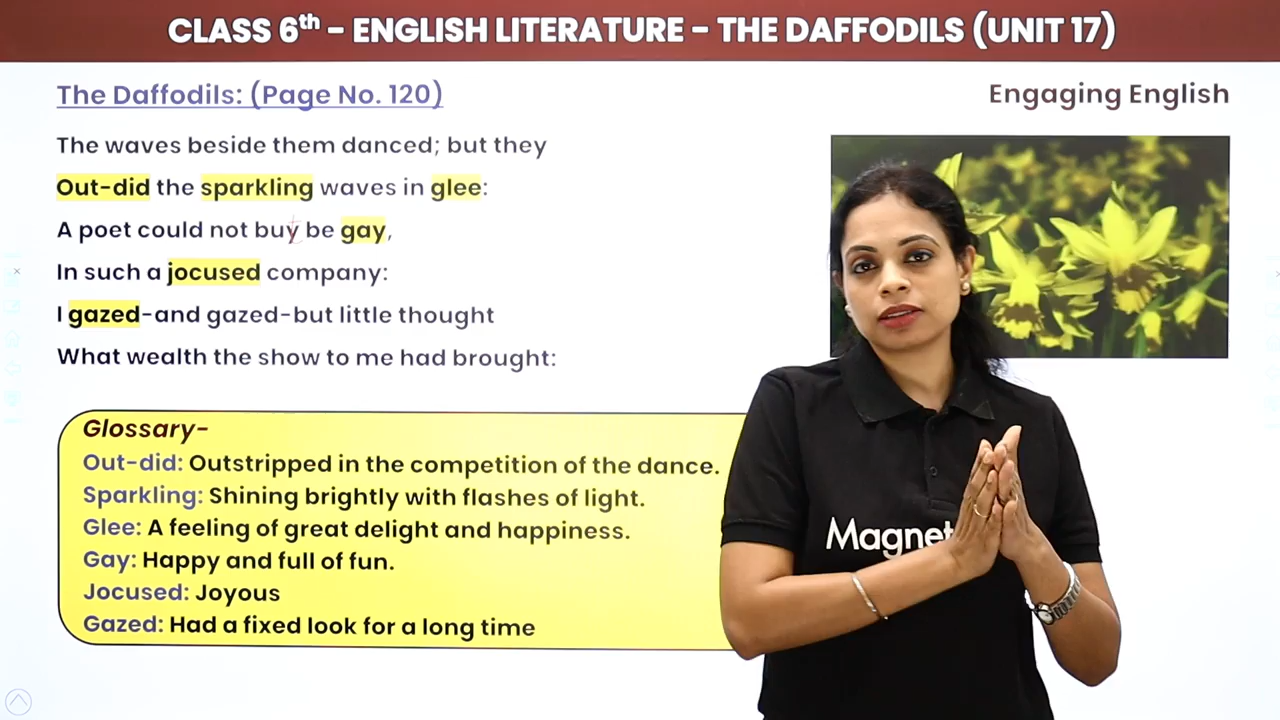 CLASS 6th - ENGLISH LITERATURE - THE DAFFODILS (UNIT 17)
The Daffodils: (Page No. 120)
Engaging English
The waves beside them danced; but they
Out-did the sparkling waves in glee:
A poet could not buy be gay,
In such a jocused company:
I gazed-and gazed-but little thought
What wealth the show to me had brought:
Glossary-
Out-did: Outstripped in the competition of the dance.
Sparkling: Shining brightly with flashes of light.
Glee: A feeling of great delight and happiness.
Gay: Happy and full of fun.
Jocused: Joyous
Gazed: Had a fixed look for a long time
Magnet